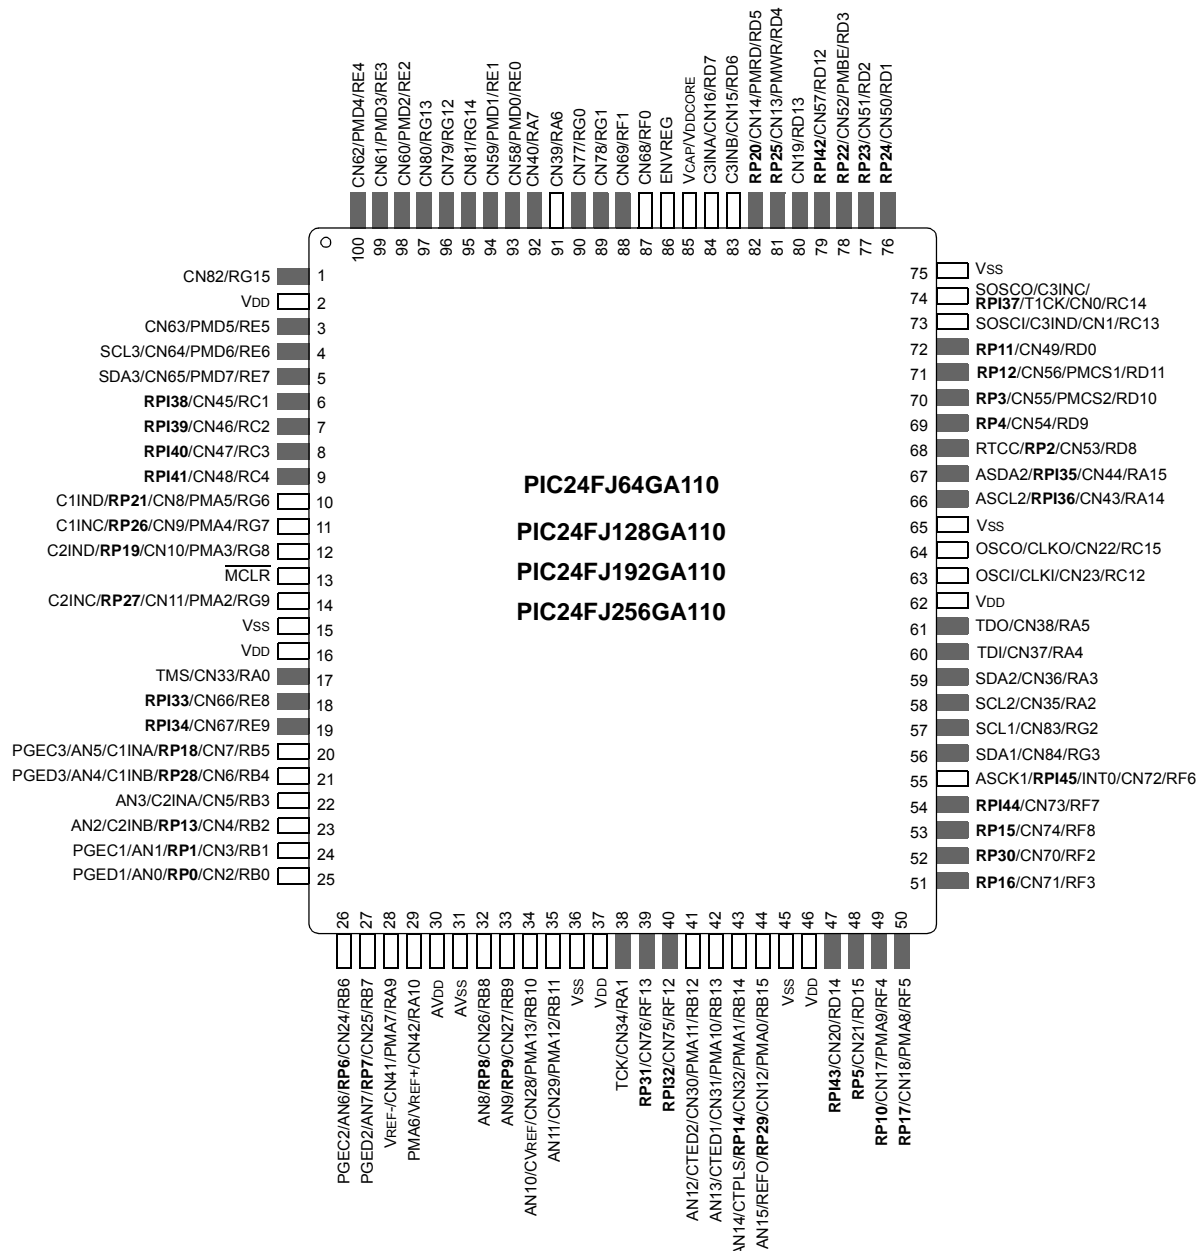 CN62/PMD4/RE4
CN61/PMD3/RE3
CN60/PMD2/RE2
CN80/RG13
CN79/RG12
CN81/RG14
CN59/PMD1/RE1
CN58/PMD0/RE0
CN40/RA7
CN39/RA6
CN77/RG0
CN78/RG1
CN69/RF1
CN68/RF0
ENVREG
VCAP/VDDCORE
C3INA/CN16/RD7
C3INB/CN15/RD6
RP20/CN14/PMRD/RD5
RP25/CN13/PMWR/RD4
CN19/RD13
RPI42/CN57/RD12
RP22/CN52/PMBE/RD3
RP23/CN51/RD2
RP24/CN50/RD1
100
99
98
97
96
95
94
93
92
91
90
89
88
87
86
85
84
83
82
81
80
79
78
77
76
CN82/RG15 1
VDD 2
CN63/PMD5/RE5 3
SCL3/CN64/PMD6/RE6 4
SDA3/CN65/PMD7/RE7 5
RPI38/CN45/RC1 6
RPI39/CN46/RC2 7
RPI40/CN47/RC3 8
RPI41/CN48/RC4 9
C1IND/RP21/CN8/PMA5/RG6 10
C1INC/RP26/CN9/PMA4/RG7 11
C2IND/RP19/CN10/PMA3/RG8 12
MCLR 13
C2INC/RP27/CN11/PMA2/RG9 14
VSS 15
VDD 16
TMS/CN33/RA0 17
RPI33/CN66/RE8 18
RPI34/CN67/RE9 19
PGEC3/AN5/C1INA/RP18/CN7/RB5 20
PGED3/AN4/C1INB/RP28/CN6/RB4 21
AN3/C2INA/CN5/RB3 22
AN2/C2INB/RP13/CN4/RB2 23
PGEC1/AN1/RP1/CN3/RB1 24
PGED1/AN0/RP0/CN2/RB0 25
PIC24FJ64GA110
PIC24FJ128GA110
PIC24FJ192GA110
PIC24FJ256GA110
75 VSS
74 SOSCO/C3INC/
RPI37/T1CK/CN0/RC14
73 SOSCI/C3IND/CN1/RC13
72 RP11/CN49/RD0
71 RP12/CN56/PMCS1/RD11
70 RP3/CN55/PMCS2/RD10
69 RP4/CN54/RD9
68 RTCC/RP2/CN53/RD8
67 ASDA2/RPI35/CN44/RA15
66 ASCL2/RPI36/CN43/RA14
65 VSS
64 OSCO/CLKO/CN22/RC15
63 OSCI/CLKI/CN23/RC12
62 VDD
61 TDO/CN38/RA5
60 TDI/CN37/RA4
59 SDA2/CN36/RA3
58 SCL2/CN35/RA2
57 SCL1/CN83/RG2
56 SDA1/CN84/RG3
55 ASCK1/RPI45/INT0/CN72/RF6
54 RPI44/CN73/RF7
53 RP15/CN74/RF8
52 RP30/CN70/RF2
51 RP16/CN71/RF3
26
27
28
29
30
31
32
33
34
35
36
37
38
39
40
41
42
43
44
45
46
47
48
49
50
PGEC2/AN6/RP6/CN24/RB6
PGED2/AN7/RP7/CN25/RB7
VREF-/CN41/PMA7/RA9
PMA6/VREF+/CN42/RA10
AVDD
AVSS
AN8/RP8/CN26/RB8
AN9/RP9/CN27/RB9
AN10/CVREF/CN28/PMA13/RB10
AN11/CN29/PMA12/RB11
VSS
VDD
TCK/CN34/RA1
RP31/CN76/RF13
RPI32/CN75/RF12
AN12/CTED2/CN30/PMA11/RB12
AN13/CTED1/CN31/PMA10/RB13
AN14/CTPLS/RP14/CN32/PMA1/RB14
AN15/REFO/RP29/CN12/PMA0/RB15
VSS
VDD
RPI43/CN20/RD14
RP5/CN21/RD15
RP10/CN17/PMA9/RF4
RP17/CN18/PMA8/RF5